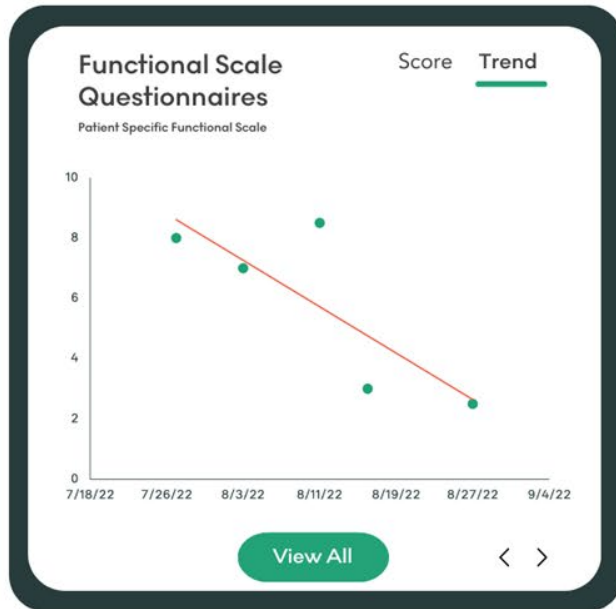 Functional Scale
Questionnaires
Score
Trend
Patient Specific Functional Scale
10
8
6
4
2
0
7/18/22
7/26/22
8/3/22
8/11/22
8/19/22
8/27/22
9/4/22
View All